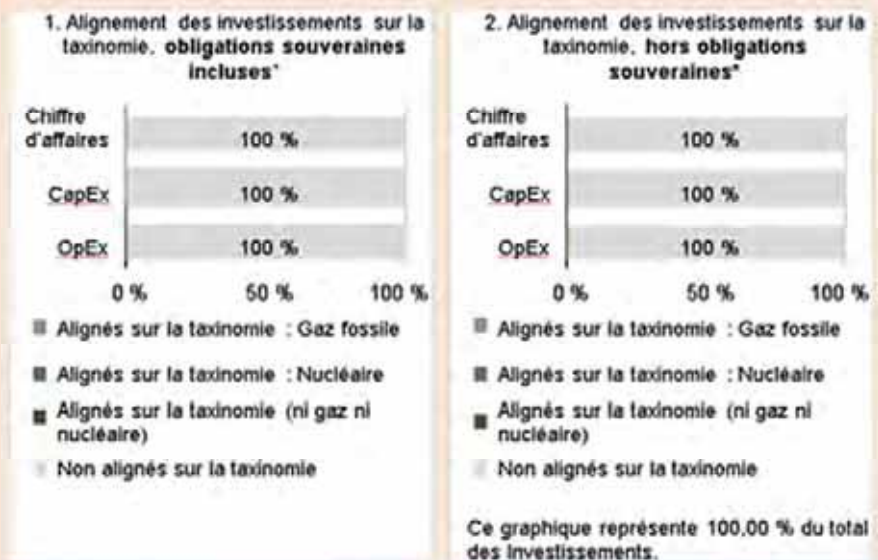 1. Alignement des investissements sur la
taxinomie, obligations souveraines
incluses*
Chiffre
d'affaires
100 %
CapEx
100 %
OpEx
100 %
0 % 50 % 100 %
Alignés sur la taxinomie : Gaz fossile
Alignés sur la taxinomie : Nucléaire
Alignés sur la taxinomie (ni gaz ni
nucléaire)
Non alignés sur la taxinomie
2. Alignement des investissements sur la
taxinomie, hors obligations
souveraines*
Chiffre
d'affaires
100 %
CapEx
100 %
OpEx
100 %
0 % 50 % 100 %
Alignés sur la taxinomie : Gaz fossile
Alignés sur la taxinomie : Nucléaire
Alignés sur la taxinomie (ni gaz ni
nucléaire)
Non alignés sur la taxinomie
Ce graphique représente 100,00 % du total
des Investissements.